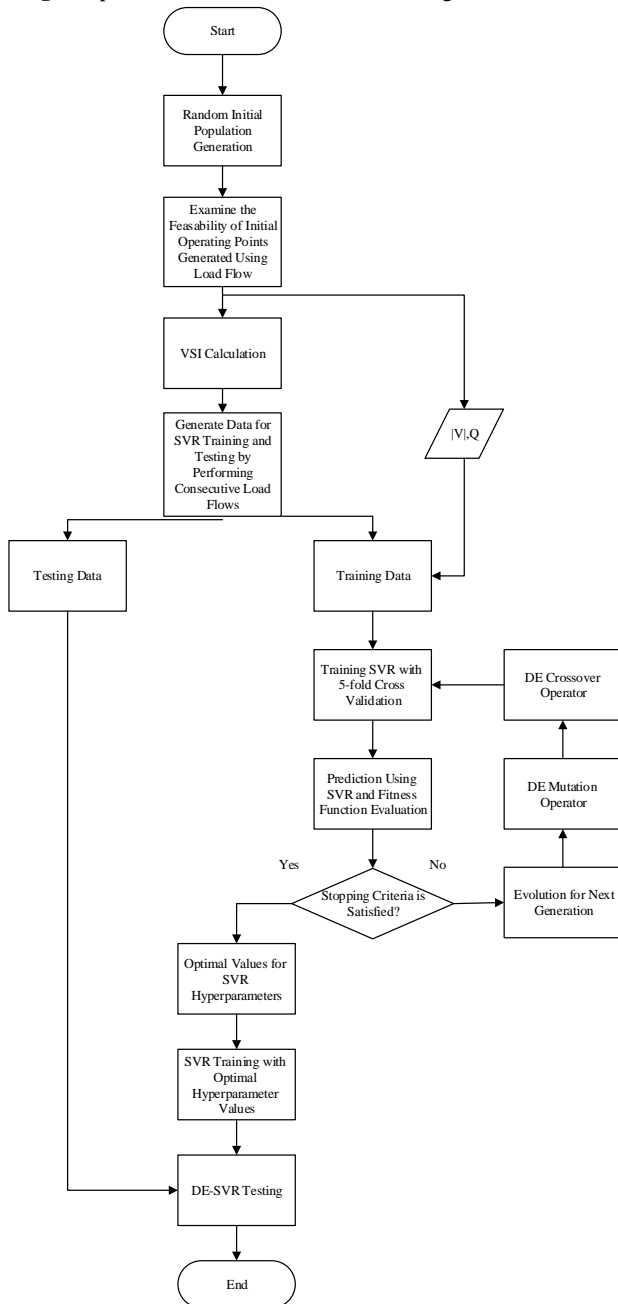 Start
Random Initial
Population
Generation
Examine the
Feasability of Initial
Operating Points
Generated Using
Load Flow
VSI Calculation
Generate Data for
SVR Training and
Testing by
Performing
Consecutive Load
Flows
|V|,Q
Testing Data
Training Data
Training SVR with
5-fold Cross
Validation
DE Crossover
Operator
Prediction Using
SVR and Fitness
Function Evaluation
DE Mutation
Operator
Yes
No
Stopping Criteria is
Satisfied?
Evolution for Next
Generation
Optimal Values for
SVR
Hyperparameters
SVR Training with
Optimal
Hyperparameter
Values
DE-SVR Testing
End